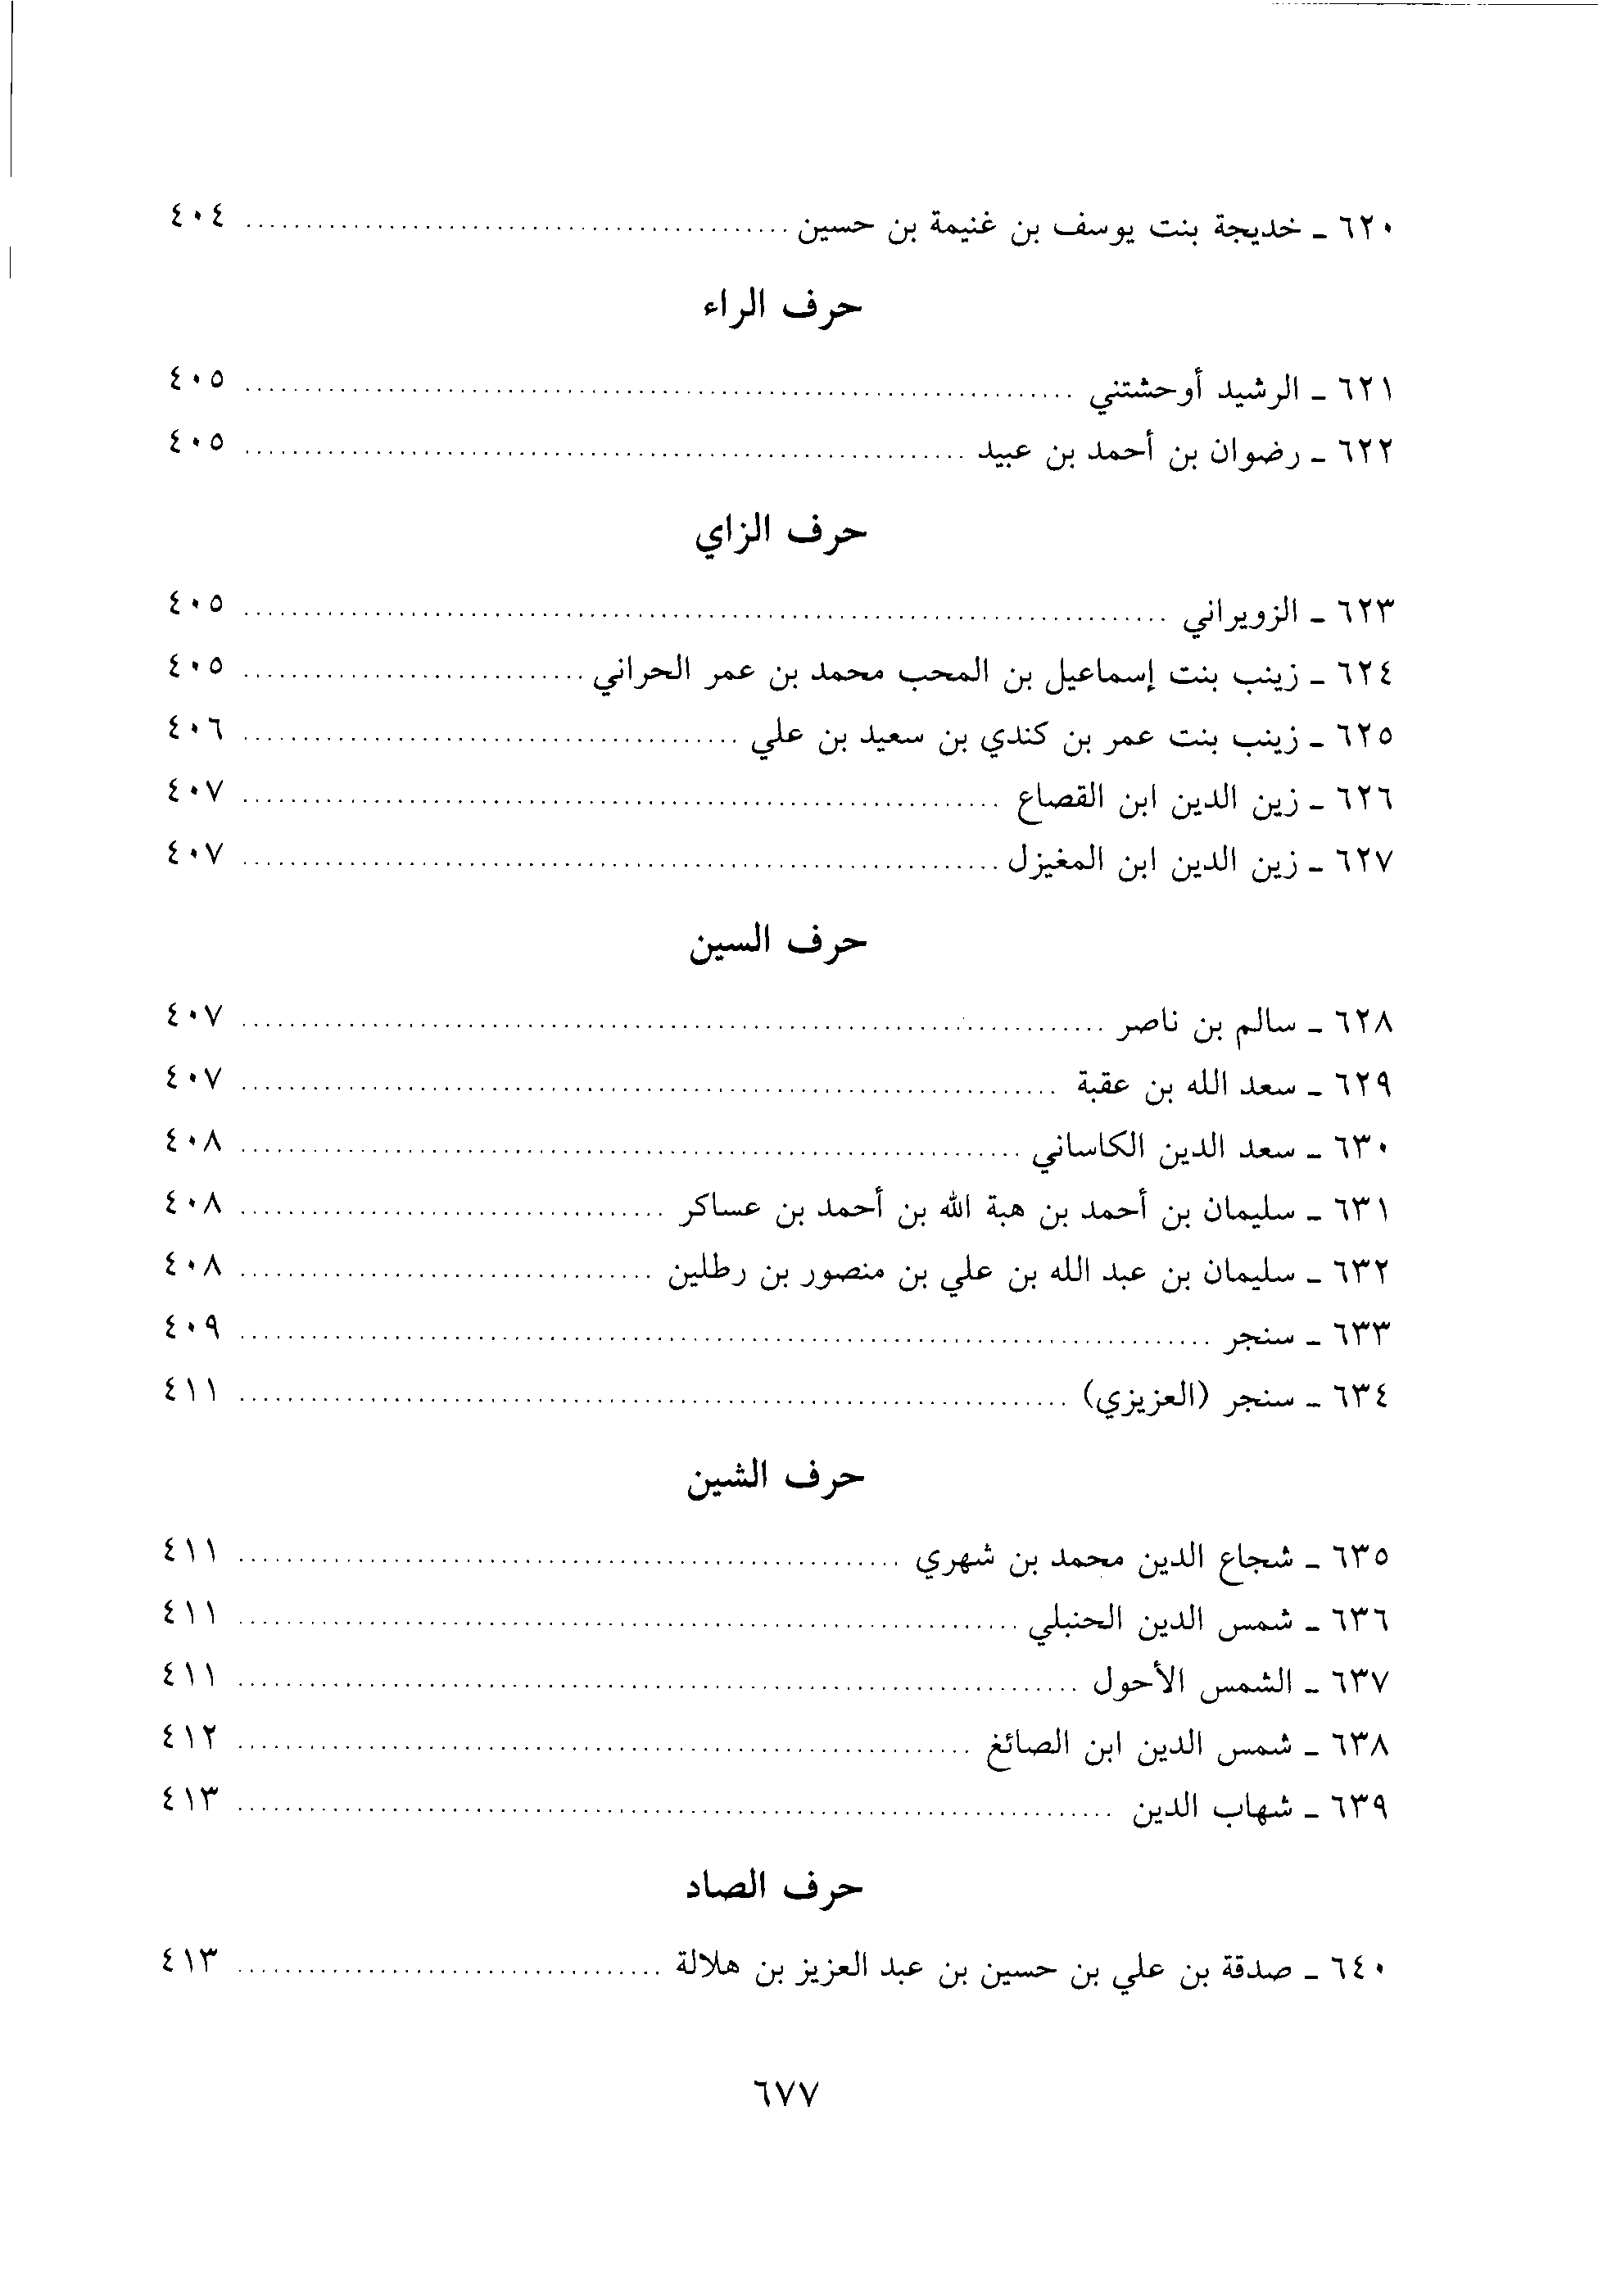 ٦٢٠ ـ خديجة بنت يوسف بن غنيمة بن حسين .......... ٤٠٤
حرف الراء
٦٢١ ـ الرشيد أوحشتني .......... ٤٠٥
٦٢٢ ـ رضوان بن أحمد بن عبيد .......... ٤٠٥
حرف الزاي
٦٢٣ ـ الزويراني .......... ٤٠٥
٦٢٤ ـ زينب بنت إسماعيل بن المحب محمد بن عمر الحراني .......... ٤٠٥
٦٢٥ ـ زينب بنت عمر بن كندي بن سعيد بن علي .......... ٤٠٦
٦٢٦ ـ زين الدين ابن القصاع .......... ٤٠٧
٦٢٧ ـ زين الدين ابن المغيزل .......... ٤٠٧
حرف السين
٦٢٨ ـ سالم بن ناصر .......... ٤٠٧
٦٢٩ ـ سعد الله بن عقبة .......... ٤٠٧
٦٣٠ ـ سعد الدين الكاساني .......... ٤٠٨
٦٣١ ـ سليمان بن أحمد بن هبة الله بن أحمد بن عساكر .......... ٤٠٨
٦٣٢ ـ سليمان بن عبد الله بن علي بن منصور بن رطلين .......... ٤٠٨
٦٣٣ ـ سنجر .......... ٤٠٩
٦٣٤ ـ سنجر (العزيزي) .......... ٤١١
حرف الشين
٦٣٥ ـ شجاع الدين محمد بن شهري .......... ٤١١
٦٣٦ ـ شمس الدين الحنبلي .......... ٤١١
٦٣٧ ـ الشمس الأحول .......... ٤١١
٦٣٨ ـ شمس الدين ابن الصائغ .......... ٤١٢
٦٣٩ ـ شهاب الدين .......... ٤١٣
حرف الصاد
٦٤٠ ـ صدقة بن علي بن حسين بن عبد العزيز بن هلالة .......... ٤١٣
٦٧٧